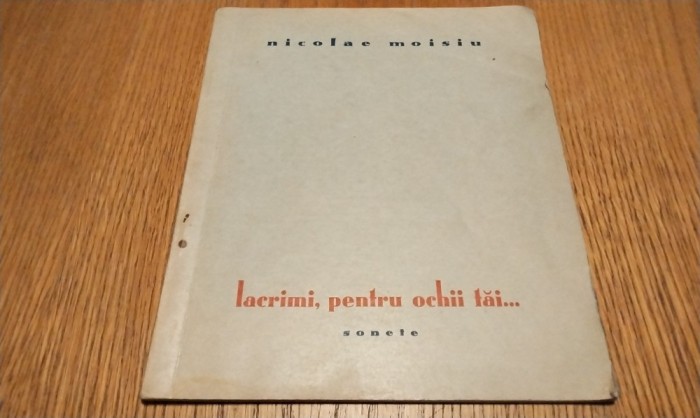 nicolae moisiu
lacrimi, pentru ochii tăi...
sonete